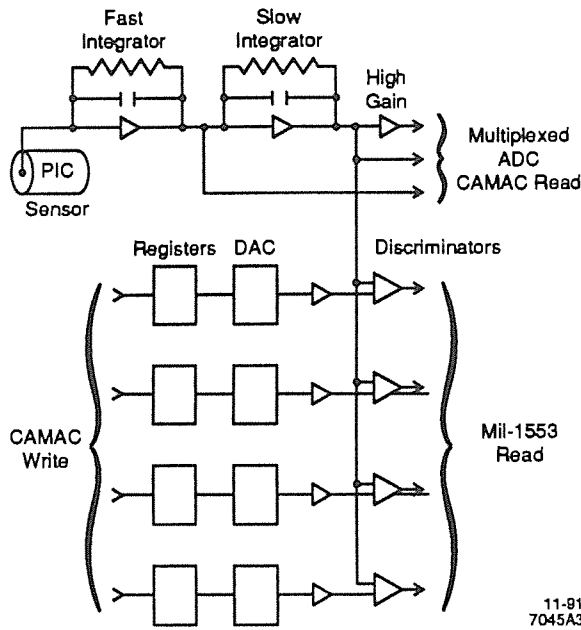 Fast
Integrator
Slow
Integrator
High
Gain
Multiplexed
ADC
CAMAC Read
PIC
Sensor
Registers
DAC
Discriminators
CAMAC
Write
Mil-1553
Read
11-91
7045A3